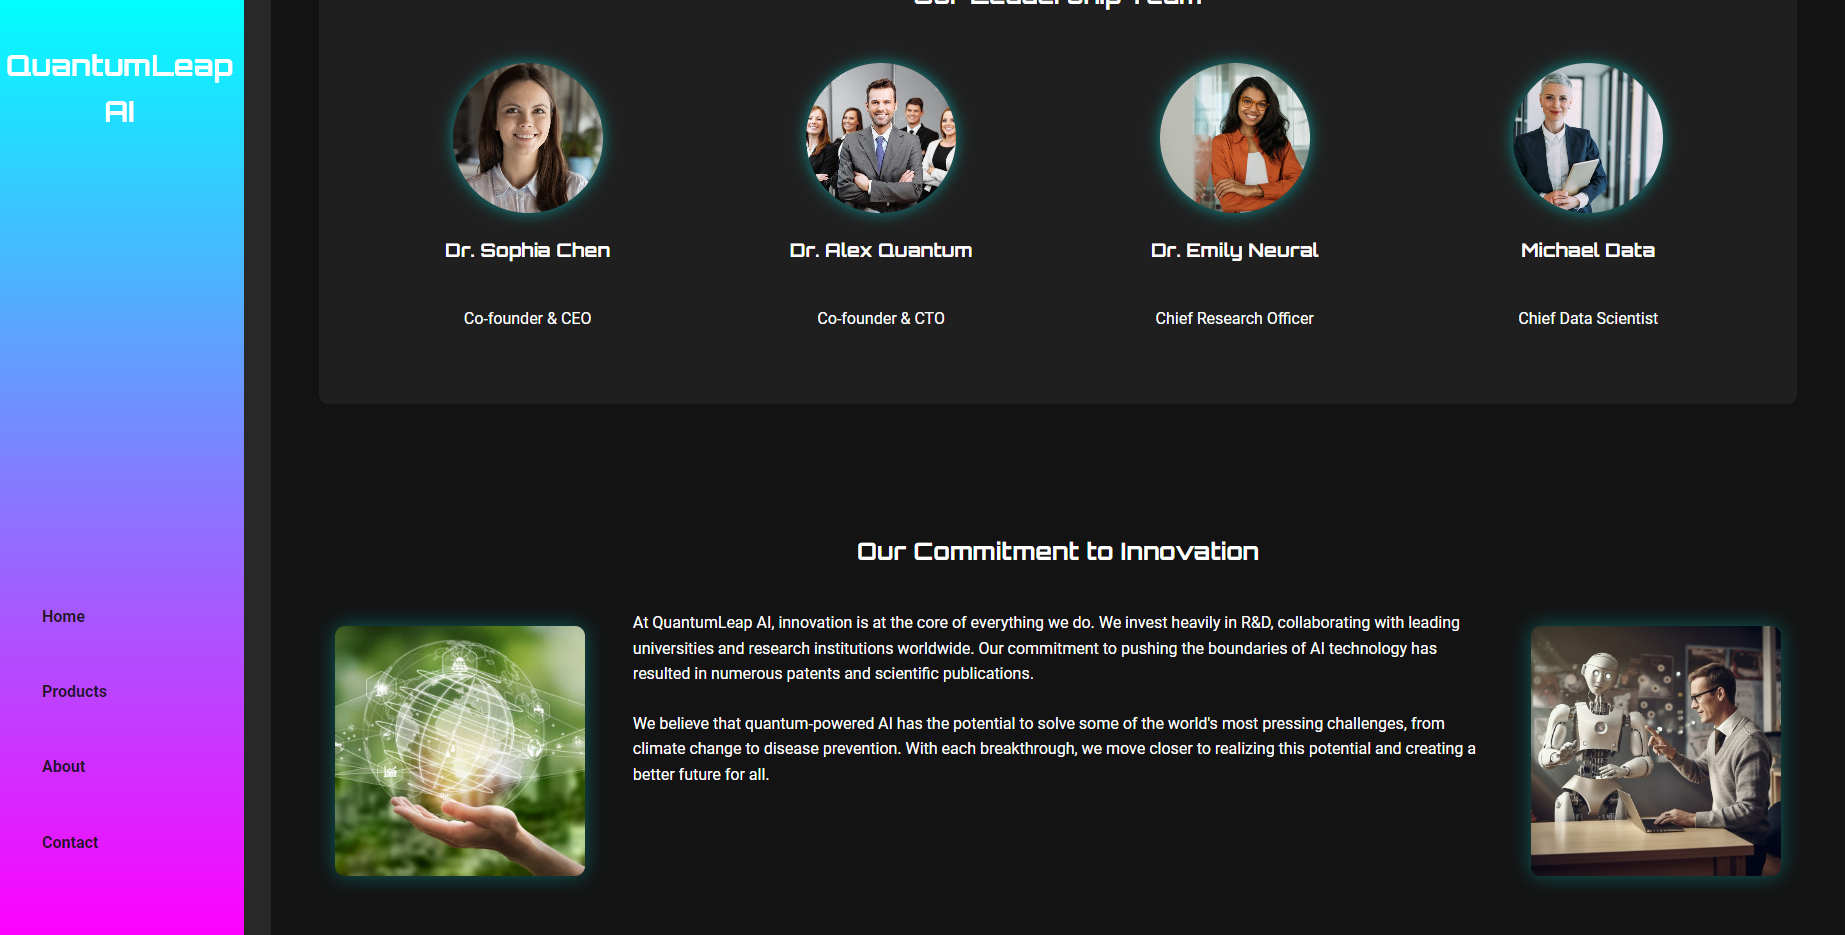 QuantumLeap
AI
Home
Products
About
Contact
Our Leadership Team
Dr. Sophia Chen
Co-founder & CEO
Dr. Alex Quantum
Co-founder & CTO
Dr. Emily Neural
Chief Research Officer
Michael Data
Chief Data Scientist
Our Commitment to Innovation
At QuantumLeap AI, innovation is at the core of everything we do. We invest heavily in R&D, collaborating with leading
universities and research institutions worldwide. Our commitment to pushing the boundaries of AI technology has
resulted in numerous patents and scientific publications.
We believe that quantum-powered AI has the potential to solve some of the world's most pressing challenges, from
climate change to disease prevention. With each breakthrough, we move closer to realizing this potential and creating a
better future for all.